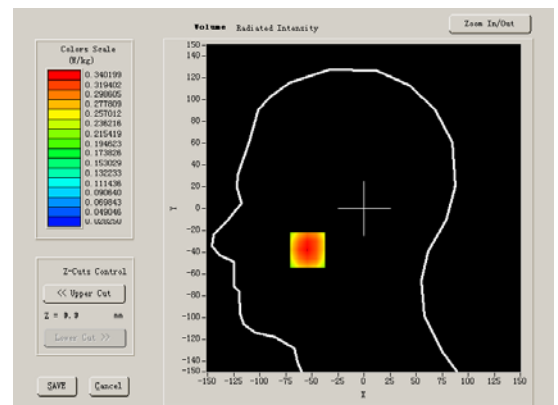 Volume Radiated Intensity
Zoom In/Out
Colors Scale
(W/kg)
0.340199
0.319402
0.298605
0.277809
0.257012
0.236216
0.215419
0.194623
0.173826
0.153029
0.132233
0.111436
0.090640
0.069843
0.049046
Z-Cuts Control
<< Upper Cut
Z = mm
Lower Cut >>
SAVE
Cancel
150
140
120
100
80
60
40
20
0
-20
-40
-60
-80
-100
-120
-140
-150
Y
-150 -125 -100 -75 -50 -25 0 25 50 75 100 125 150
X